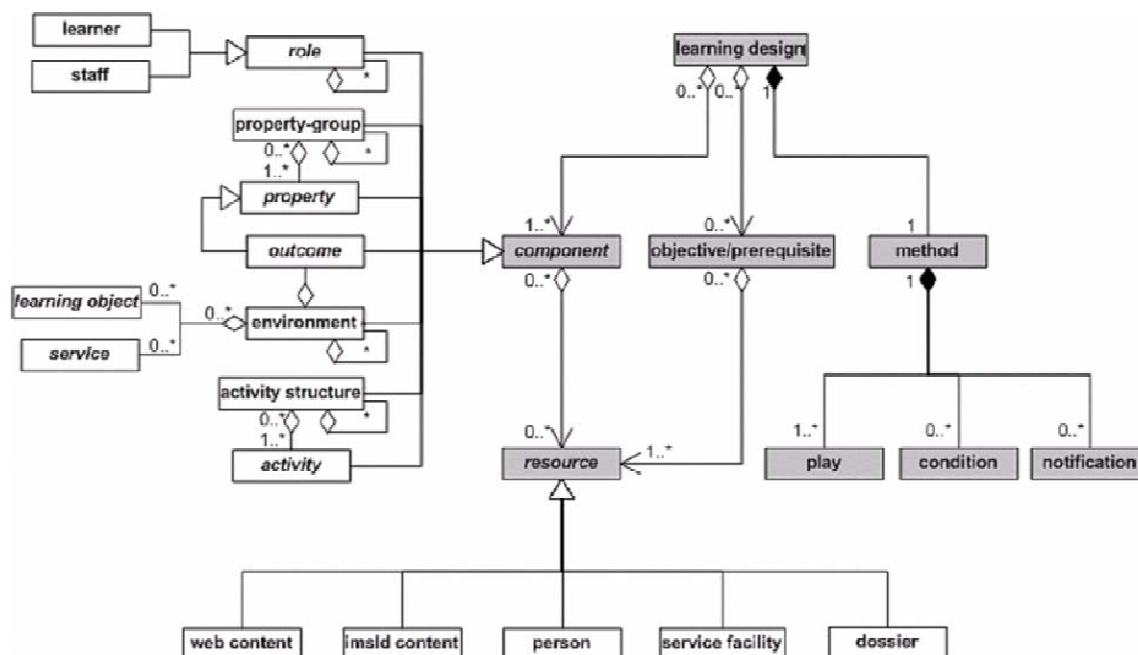 learner
staff
role
*
property-group
0..*
*
1..*
property
outcome
learning object
0..*
0..*
environment
service
0..*
*
activity structure
0..*
*
1..*
activity
learning design
0..*
0..*
1
1..*
0..*
1
component
objective/prerequisite
method
0..*
0..*
1
0..*
1..*
resource
1..*
0..*
0..*
play
condition
notification
web content
imsld content
person
service facility
dossier